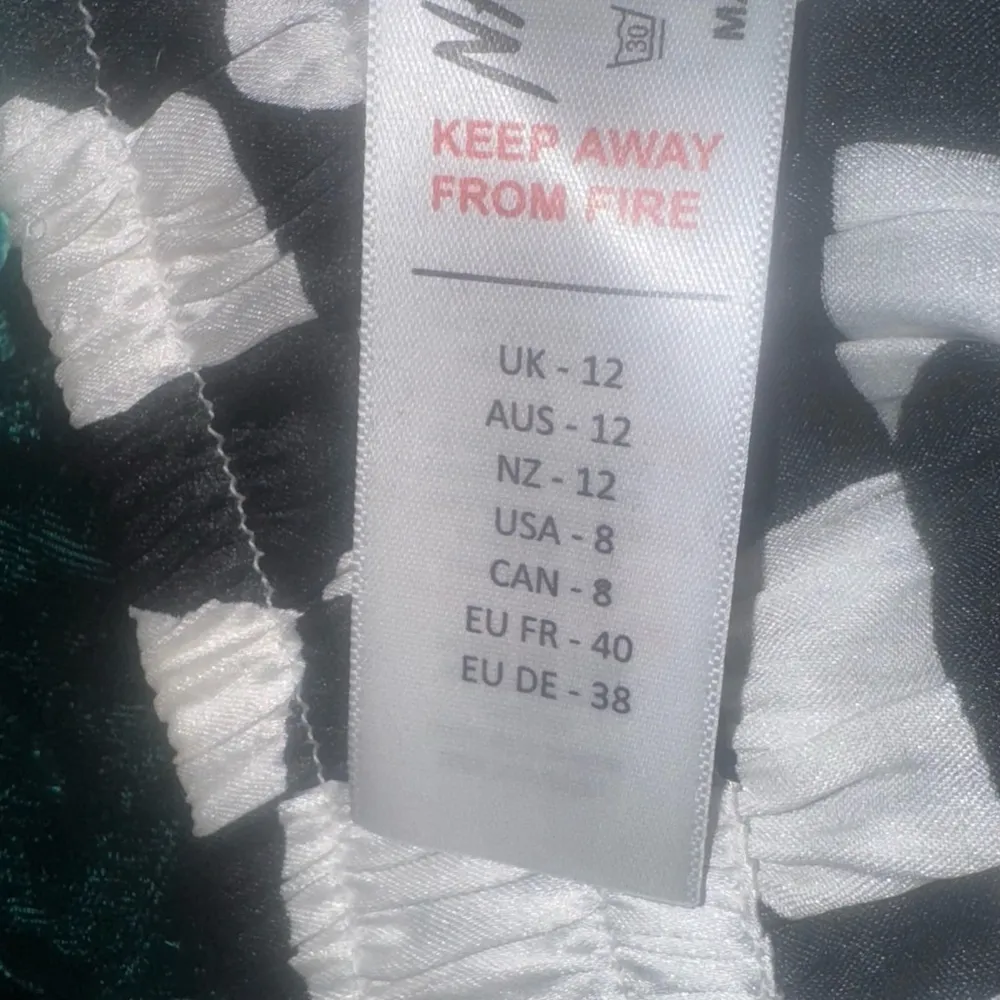 30
KEEP AWAY
FROM FIRE
UK - 12
AUS - 12
NZ - 12
USA - 8
CAN - 8
EU FR - 40
EU DE - 38